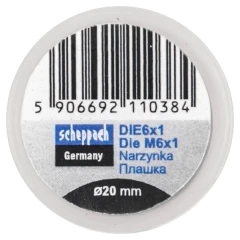 5 906692 110384
scheppach
Germany
DIE6x1
Die M6x1
Narzynka
Плашка
Ø20 mm